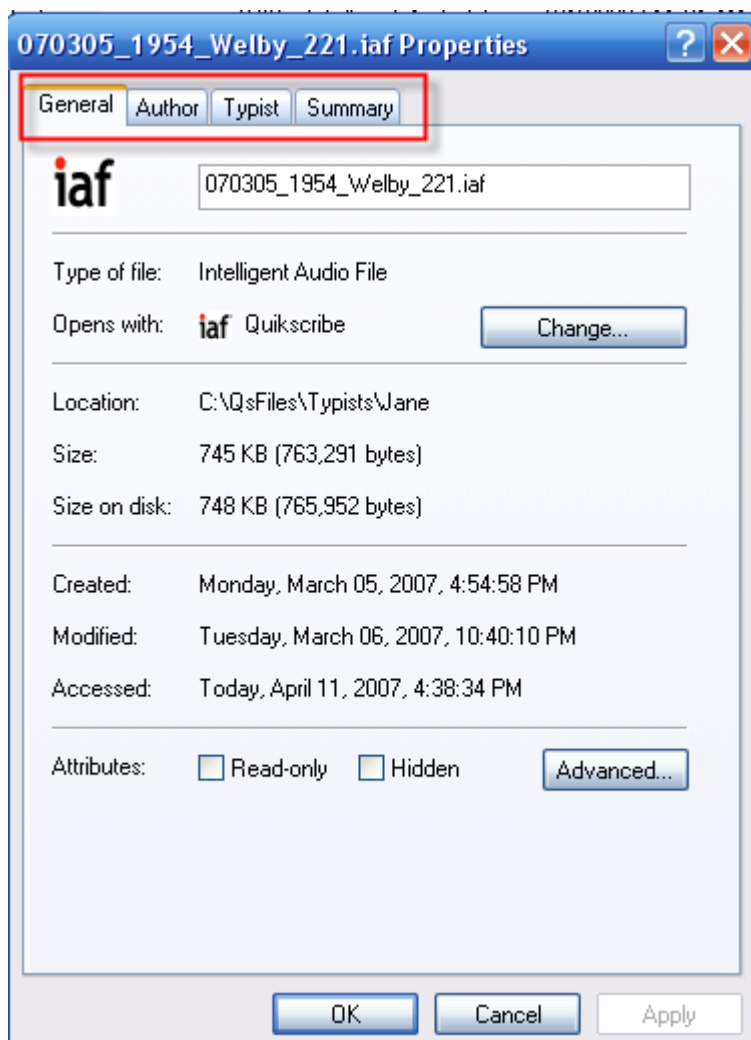 070305_1954_Welby_221.iaf Properties
General Author Typist Summary
iaf 070305_1954_Welby_221.iaf
Type of file: Intelligent Audio File
Opens with: iaf Quikscribe Change...
Location: C:\QsFiles\Typists\Jane
Size: 745 KB (763,291 bytes)
Size on disk: 748 KB (765,952 bytes)
Created: Monday, March 05, 2007, 4:54:58 PM
Modified: Tuesday, March 06, 2007, 10:40:10 PM
Accessed: Today, April 11, 2007, 4:38:34 PM
Attributes: Read-only Hidden Advanced...
OK Cancel Apply